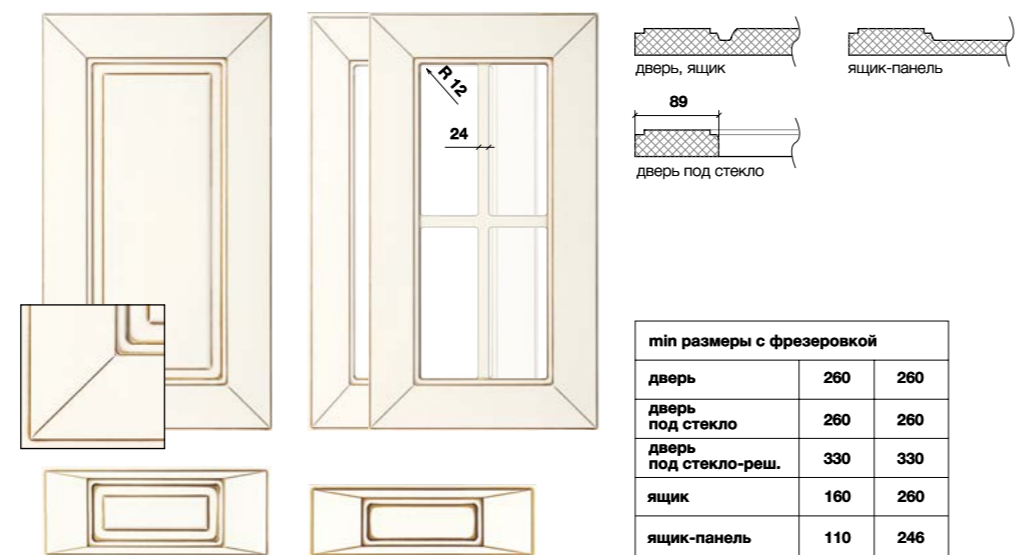 R 12
24
дверь, ящик
ящик-панель
89
дверь под стекло
min размеры с фрезеровкой
дверь 260 260
дверь
под стекло 260 260
дверь
под стекло-реш. 330 330
ящик 160 260
ящик-панель 110 246